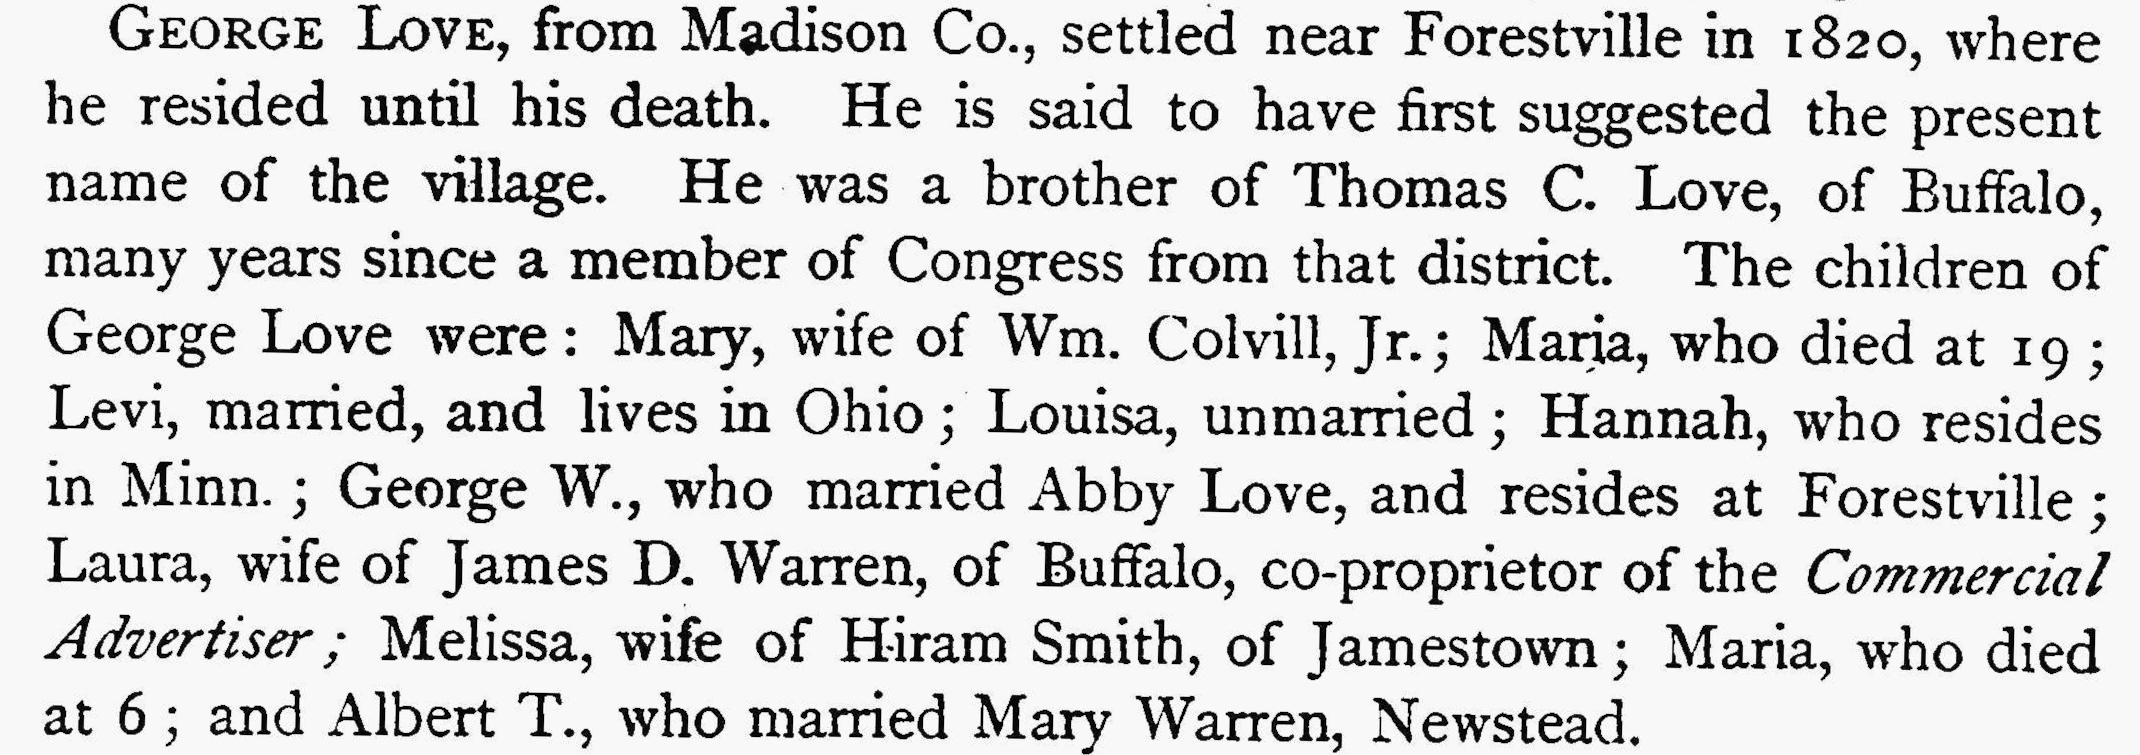 GEORGE LOVE, from Madison Co., settled near Forestville in 1820, where
he resided until his death. He is said to have first suggested the present
name of the village. He was a brother of Thomas C. Love, of Buffalo,
many years since a member of Congress from that district. The children of
George Love were : Mary, wife of Wm. Colvill, Jr. ; Maria, who died at 19 ;
Levi, married, and lives in Ohio ; Louisa, unmarried ; Hannah, who resides
in Minn. ; George W., who married Abby Love, and resides at Forestville ;
Laura, wife of James D. Warren, of Buffalo, co-proprietor of the Commercial
Advertiser ; Melissa, wife of Hiram Smith, of Jamestown ; Maria, who died
at 6 ; and Albert T., who married Mary Warren, Newstead.